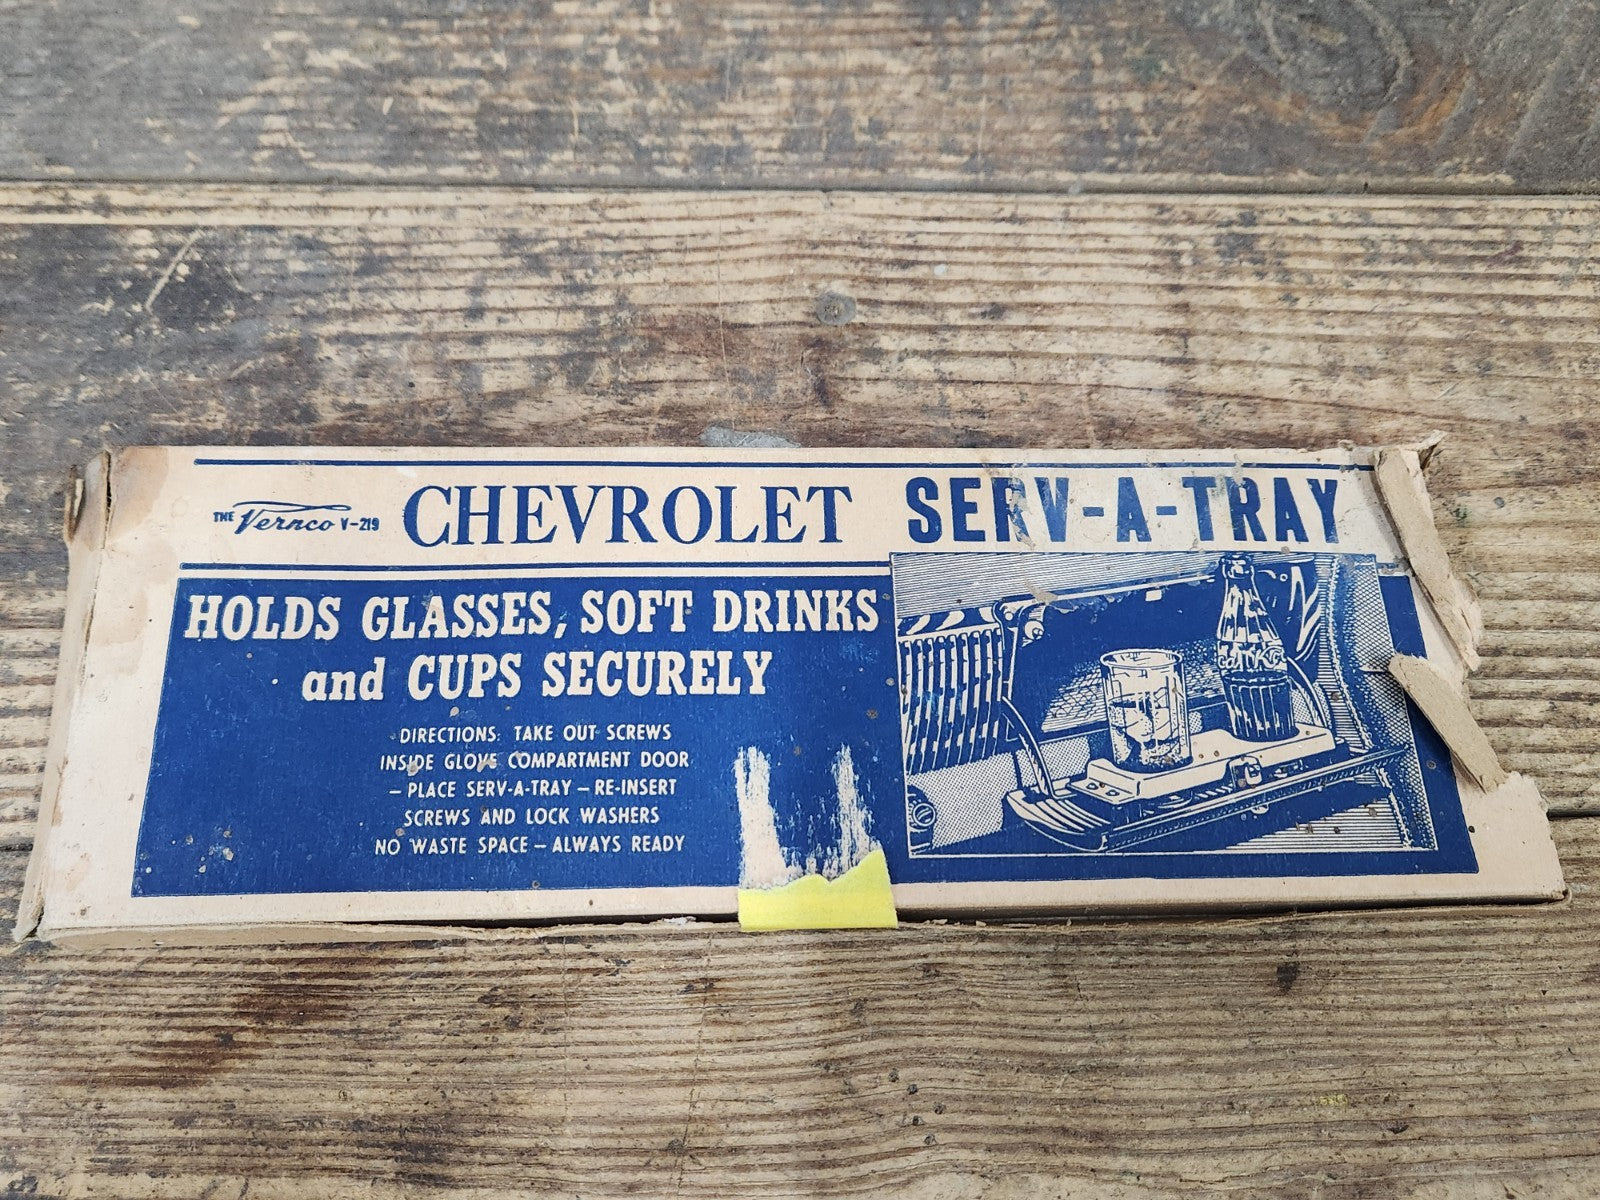 THE Vernco V-219 CHEVROLET SERV-A-TRAY
HOLDS GLASSES, SOFT DRINKS
and CUPS SECURELY
DIRECTIONS: TAKE OUT SCREWS
INSIDE GLOVE COMPARTMENT DOOR
— PLACE SERV-A-TRAY — RE-INSERT
SCREWS AND LOCK WASHERS
NO WASTE SPACE — ALWAYS READY